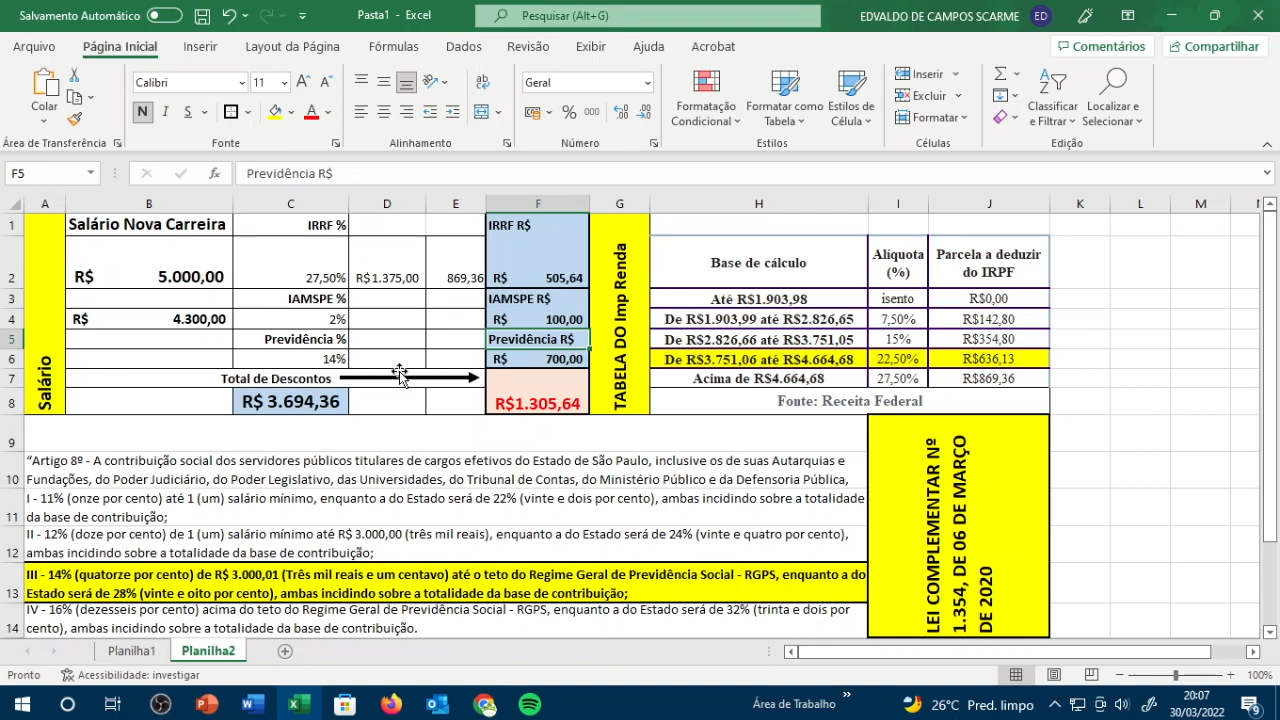 Salvamento Automático
Pasta1 - Excel
Pesquisar (Alt+G)
EDVALDO DE CAMPOS SCARME
ED
Arquivo
Página Inicial
Inserir
Layout da Página
Fórmulas
Dados
Revisão
Exibir
Ajuda
Acrobat
Comentários
Compartilhar
Colar
Calibri
11
N
I
S
Geral
Formatação Condicional
Formatar como Tabela
Estilos de Célula
Inserir
Excluir
Formatar
Classificar e Filtrar
Localizar e Selecionar
Área de Transferência
Fonte
Alinhamento
Número
Estilos
Células
Edição
F5
fx
Previdência R$
A B C D E F G H I J K L M
1 Salário Nova Carreira IRRF % IRRF R$
2 R$ 5.000,00 27,50% R$1.375,00 869,36 R$ 505,64 Base de cálculo Alíquota (%) Parcela a deduzir do IRPF
3 IAMSPE % IAMSPE R$ Até R$1.903,98 isento R$0,00
4 R$ 4.300,00 2% R$ 100,00 De R$1.903,99 até R$2.826,65 7,50% R$142,80
5 Previdência % Previdência R$ De R$2.826,66 até R$3.751,05 15% R$354,80
6 14% R$ 700,00 De R$3.751,06 até R$4.664,68 22,50% R$636,13
7 Total de Descontos Acima de R$4.664,68 27,50% R$869,36
8 R$ 3.694,36 R$1.305,64 Fonte: Receita Federal
Salário
TABELA DO Imp Renda
9
“Artigo 8º - A contribuição social dos servidores públicos titulares de cargos efetivos do Estado de São Paulo, inclusive os de suas Autarquias e
10 Fundações, do Poder Judiciário, do Poder Legislativo, das Universidades, do Tribunal de Contas, do Ministério Público e da Defensoria Pública,
I - 11% (onze por cento) até 1 (um) salário mínimo, enquanto a do Estado será de 22% (vinte e dois por cento), ambas incidindo sobre a totalidade
11 da base de contribuição;
II - 12% (doze por cento) de 1 (um) salário mínimo até R$ 3.000,00 (três mil reais), enquanto a do Estado será de 24% (vinte e quatro por cento),
12 ambas incidindo sobre a totalidade da base de contribuição;
III - 14% (quatorze por cento) de R$ 3.000,01 (Três mil reais e um centavo) até o teto do Regime Geral de Previdência Social - RGPS, enquanto a do
13 Estado será de 28% (vinte e oito por cento), ambas incidindo sobre a totalidade da base de contribuição;
IV - 16% (dezesseis por cento) acima do teto do Regime Geral de Previdência Social - RGPS, enquanto a do Estado será de 32% (trinta e dois por
14 cento), ambas incidindo sobre a totalidade da base de contribuição.
LEI COMPLEMENTAR Nº
1.354, DE 06 DE MARÇO
DE 2020
Planilha1
Planilha2
Pronto
Acessibilidade: investigar
100%
Área de Trabalho
26°C Pred. limpo
20:07
30/03/2022
9